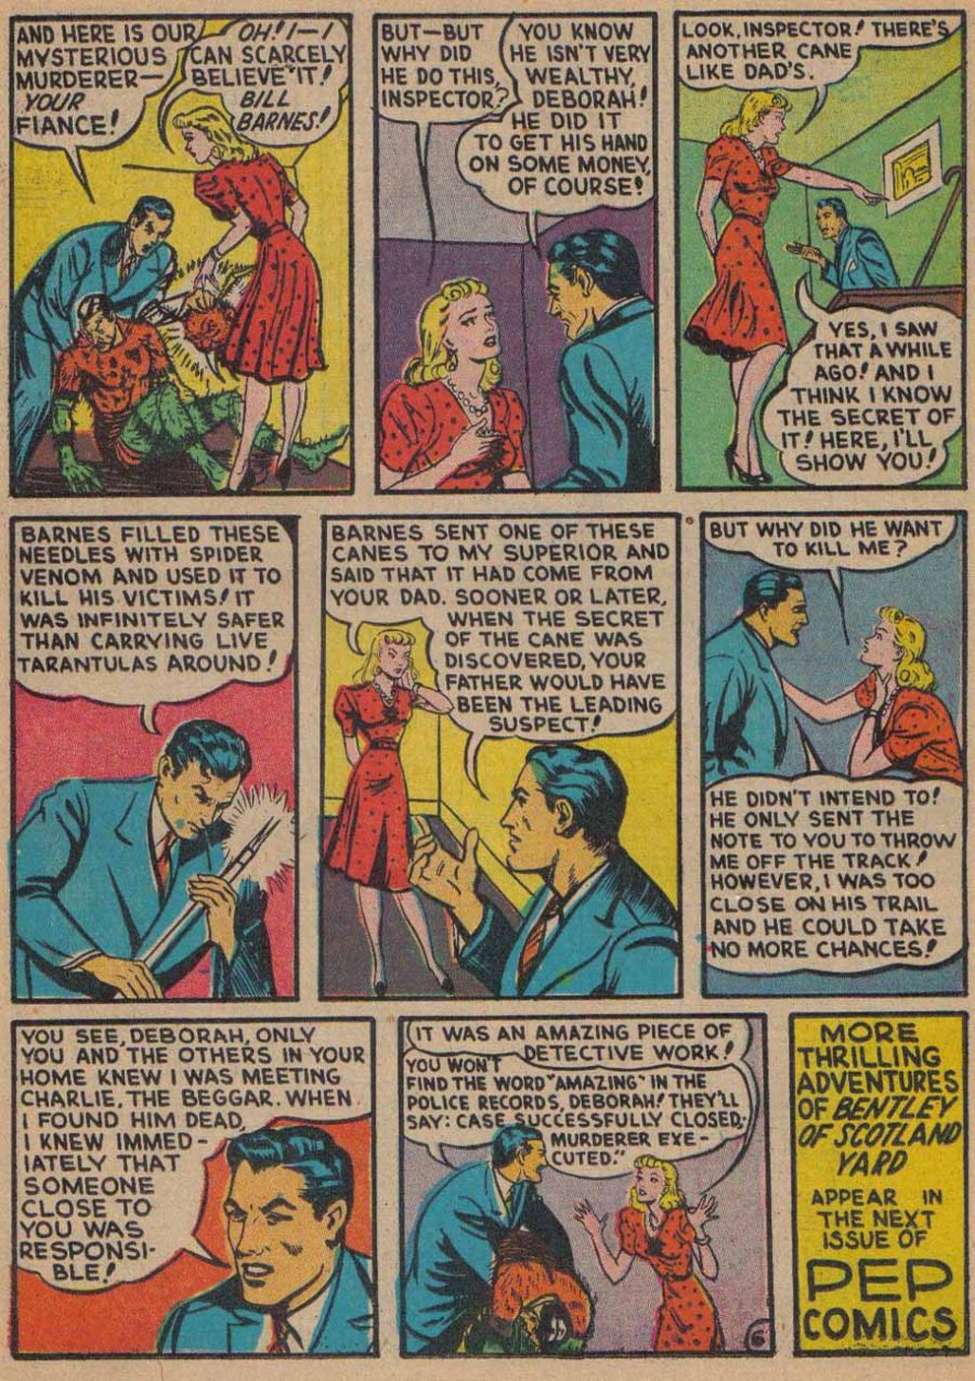 AND HERE IS OUR
MYSTERIOUS
MURDERER—
YOUR
FIANCE!
OH! I—I
CAN SCARCELY
BELIEVE IT!
BILL
BARNES!
BUT—BUT
WHY DID
HE DO THIS,
INSPECTOR?
YOU KNOW
HE ISN'T VERY
WEALTHY,
DEBORAH!
HE DID IT
TO GET HIS HAND
ON SOME MONEY,
OF COURSE!
LOOK, INSPECTOR! THERE'S
ANOTHER CANE
LIKE DAD'S.
YES, I SAW
THAT A WHILE
AGO! AND I
THINK I KNOW
THE SECRET OF
IT! HERE, I'LL
SHOW YOU!
BARNES FILLED THESE
NEEDLES WITH SPIDER
VENOM AND USED IT TO
KILL HIS VICTIMS! IT
WAS INFINITELY SAFER
THAN CARRYING LIVE
TARANTULAS AROUND!
BARNES SENT ONE OF THESE
CANES TO MY SUPERIOR AND
SAID THAT IT HAD COME FROM
YOUR DAD. SOONER OR LATER,
WHEN THE SECRET
OF THE CANE WAS
DISCOVERED, YOUR
FATHER WOULD HAVE
BEEN THE LEADING
SUSPECT!
BUT WHY DID HE WANT
TO KILL ME?
HE DIDN'T INTEND TO!
HE ONLY SENT THE
NOTE TO YOU TO THROW
ME OFF THE TRACK!
HOWEVER, I WAS TOO
CLOSE ON HIS TRAIL
AND HE COULD TAKE
NO MORE CHANCES!
YOU SEE, DEBORAH, ONLY
YOU AND THE OTHERS IN YOUR
HOME KNEW I WAS MEETING
CHARLIE, THE BEGGAR. WHEN
I FOUND HIM DEAD,
I KNEW IMMED-
IATELY THAT
SOMEONE
CLOSE TO
YOU WAS
RESPONSI-
BLE!
IT WAS AN AMAZING PIECE OF
DETECTIVE WORK!
YOU WON'T
FIND THE WORD "AMAZING" IN THE
POLICE RECORDS, DEBORAH! THEY'LL
SAY: CASE SUCCESSFULLY CLOSED.
MURDERER EXE-
CUTED."
6
MORE
THRILLING
ADVENTURES
OF BENTLEY
OF SCOTLAND
YARD
APPEAR IN
THE NEXT
ISSUE OF
PEP
COMICS